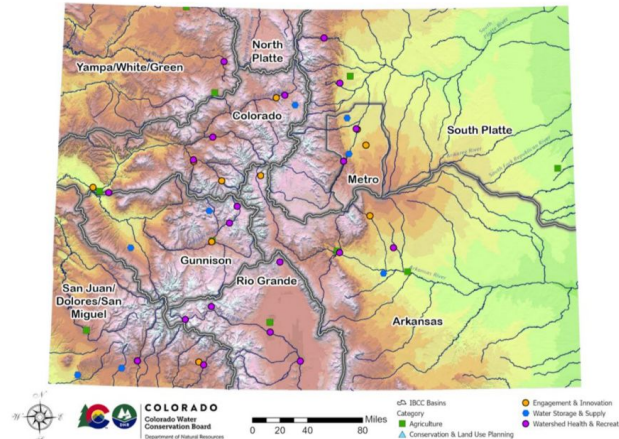 North
Platte
Yampa/White/Green
Colorado
South Platte
Metro
Gunnison
Rio Grande
San Juan/
Dolores/San
Miguel
Arkansas
N
W
COLORADO
Colorado Water
Conservation Board
Department of Natural Resources
Miles
0
40
80
IBCC Basins
Category
Agriculture
Conservation & Land Use Planning
Engagement & Innovation
Water Storage & Supply
Watershed Health & Recreat